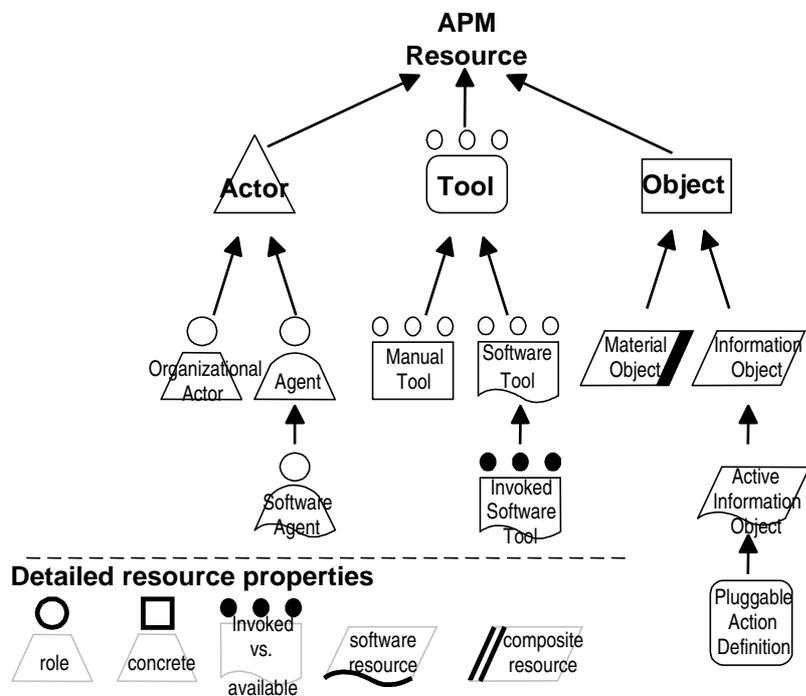 APM
Resource
Actor
Tool
Object
Organizational
Actor
Agent
Manual
Tool
Software
Tool
Material
Object
Information
Object
Software
Agent
Invoked
Software
Tool
Active
Information
Object
Detailed resource properties
Pluggable
Action
Definition
role
concrete
Invoked
vs.
available
software
resource
composite
resource